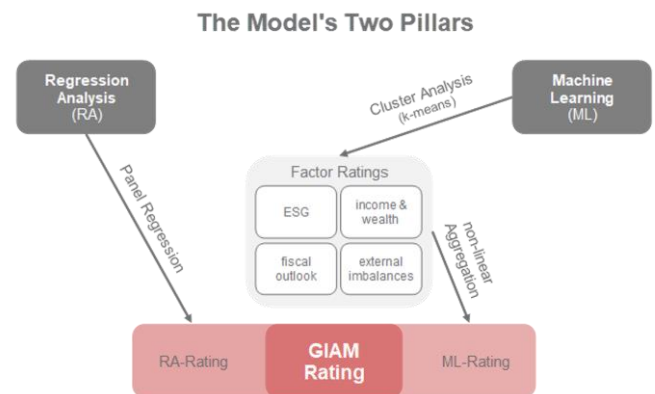 The Model's Two Pillars
Regression
Analysis
(RA)
Machine
Learning
(ML)
Cluster Analysis
(k-means)
Panel Regression
Factor Ratings
ESG
income &
wealth
fiscal
outlook
external
imbalances
non-linear
Aggregation
RA-Rating
GIAM
Rating
ML-Rating